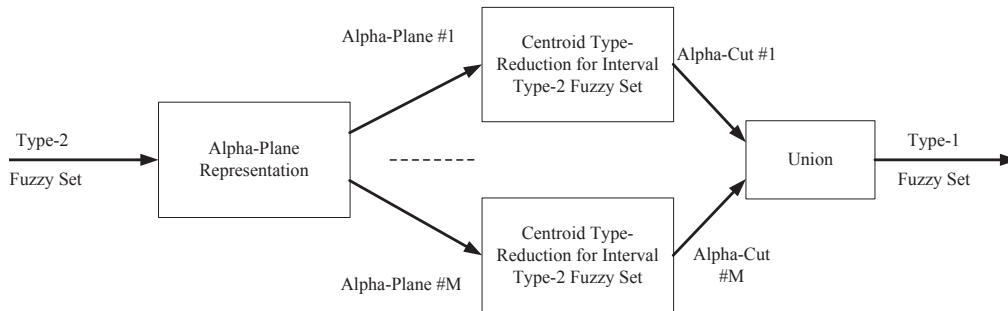 Alpha-Plane #1
Centroid Type-
Reduction for Interval
Type-2 Fuzzy Set
Alpha-Cut #1
Type-2
Fuzzy Set
Alpha-Plane
Representation
Union
Type-1
Fuzzy Set
Alpha-Plane #M
Centroid Type-
Reduction for Interval
Type-2 Fuzzy Set
Alpha-Cut
#M